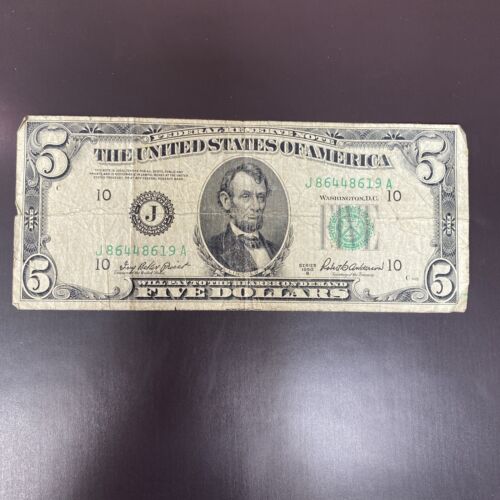 5 FEDERAL RESERVE NOTE 5
THE UNITED STATES OF AMERICA
THIS NOTE IS LEGAL TENDER FOR ALL DEBTS, PUBLIC AND
PRIVATE, AND IS REDEEMABLE IN LAWFUL MONEY AT THE UNITED
STATES TREASURY, OR AT ANY FEDERAL RESERVE BANK.
J 86448619 A
10
WASHINGTON, D.C.
10
J
J 86448619 A
10
SERIES
1950
B
10
Ivy Baker Priest
Treasurer of the United States.
Robert B. Anderson
Secretary of the Treasury.
5 WILL PAY TO THE BEARER ON DEMAND 5
FIVE DOLLARS